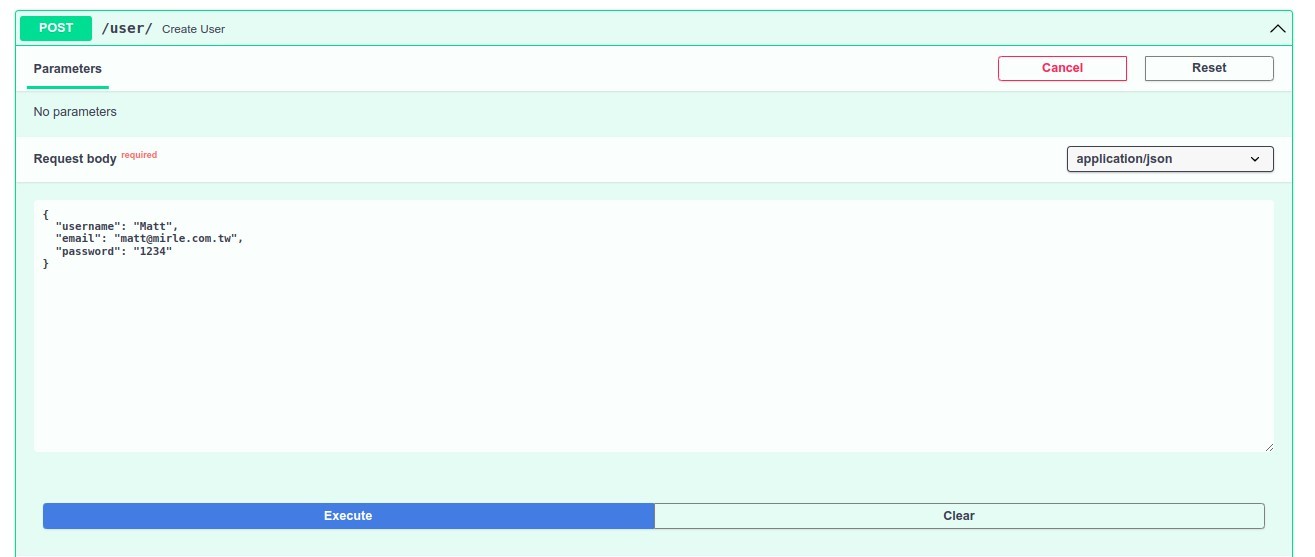 POST /user/ Create User
Parameters Cancel Reset
No parameters
Request body required application/json
{
"username": "Matt",
"email": "matt@mirle.com.tw",
"password": "1234"
}
Execute Clear